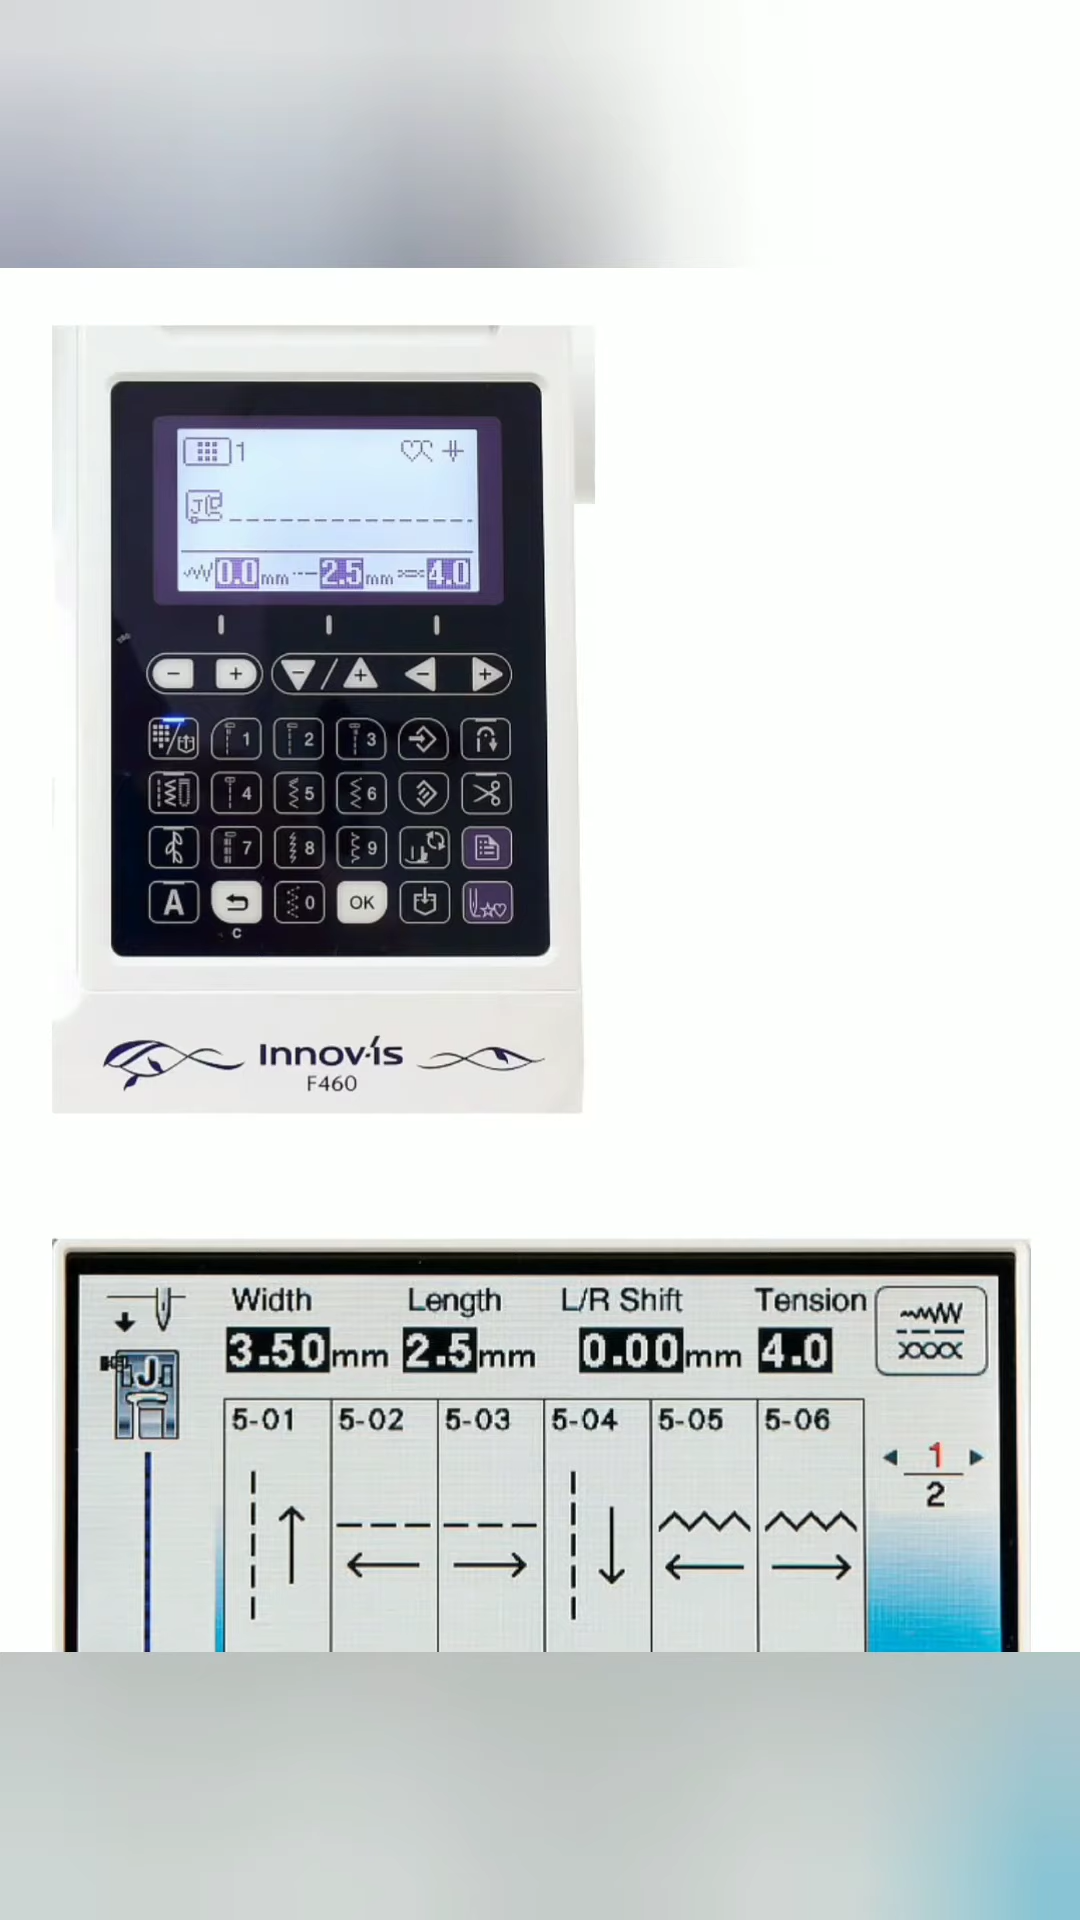 1
J
0.0mm 2.5mm 4.0
- + - / + - +
1 2 3
4 5 6
7 8 9
A 0 OK
C
Innov-ís
F460
Width Length L/R Shift Tension
3.50mm 2.5mm 0.00mm 4.0
J
5-01 5-02 5-03 5-04 5-05 5-06
1
2